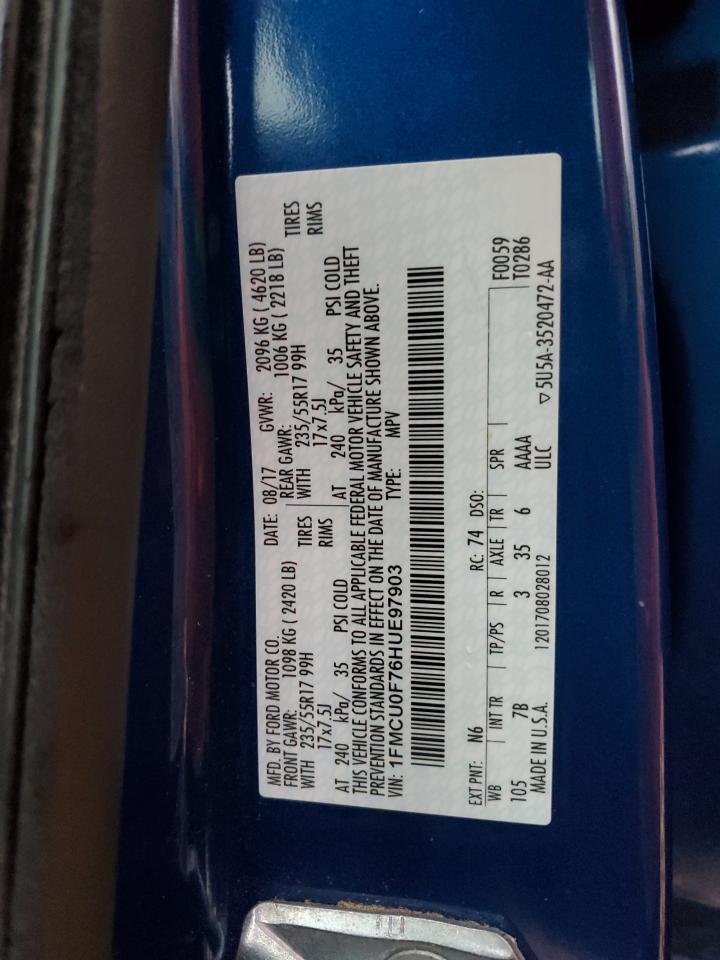 MFD. BY FORD MOTOR CO.  DATE: 08/17  GVWR: 2096 KG ( 4620 LB)
FRONT GAWR: 1098 KG ( 2420 LB)  REAR GAWR: 1006 KG ( 2218 LB)
WITH 235/55R17 99H TIRES  WITH 235/55R17 99H TIRES
17x7.5J RIMS  17x7.5J RIMS
AT 240 kPa/ 35 PSI COLD  AT 240 kPa/ 35 PSI COLD
THIS VEHICLE CONFORMS TO ALL APPLICABLE FEDERAL MOTOR VEHICLE SAFETY AND THEFT
PREVENTION STANDARDS IN EFFECT ON THE DATE OF MANUFACTURE SHOWN ABOVE.
VIN: 1FMCU0F76HUE97903  TYPE: MPV
EXT PNT: N6  RC: 74 DSO:  F0059
WB INT TR TP/PS R AXLE TR SPR  T0286
105 7B 3 35 6 AAAA
MADE IN U.S.A. 1201708028012 ULC ▽5U5A-3520472-AA